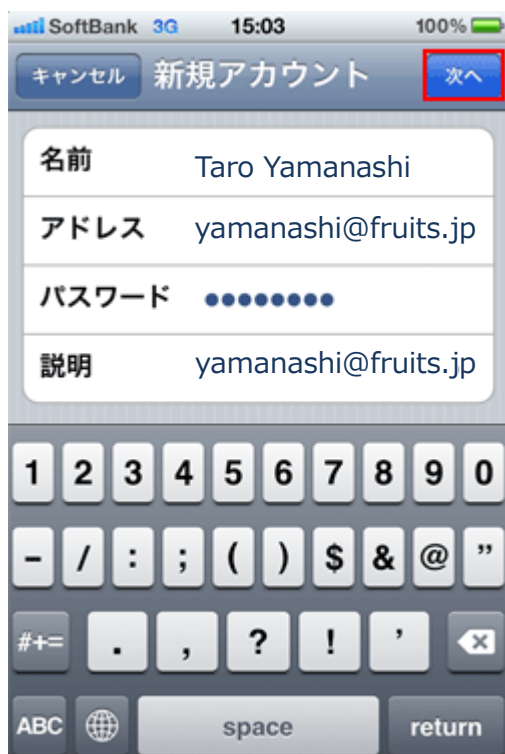 SoftBank 3G 15:03 100%
キャンセル 新規アカウント 次へ
名前 Taro Yamanashi
アドレス yamanashi@fruits.jp
パスワード ●●●●●●●●
説明 yamanashi@fruits.jp
1 2 3 4 5 6 7 8 9 0
- / : ; ( ) $ & @ ”
#+= . , ? ! ’
ABC space return